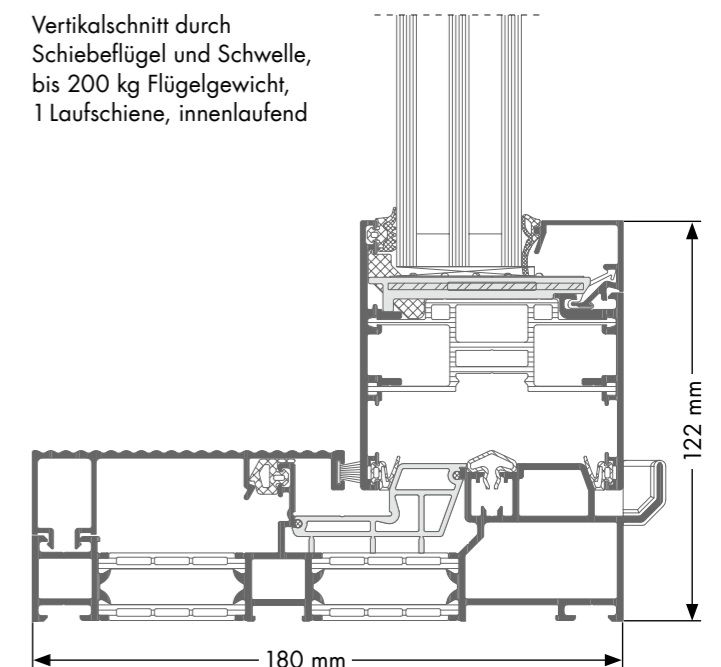 Vertikalschnitt durch
Schiebeflügel und Schwelle,
bis 200 kg Flügelgewicht,
1 Laufschiene, innenlaufend
122 mm
180 mm